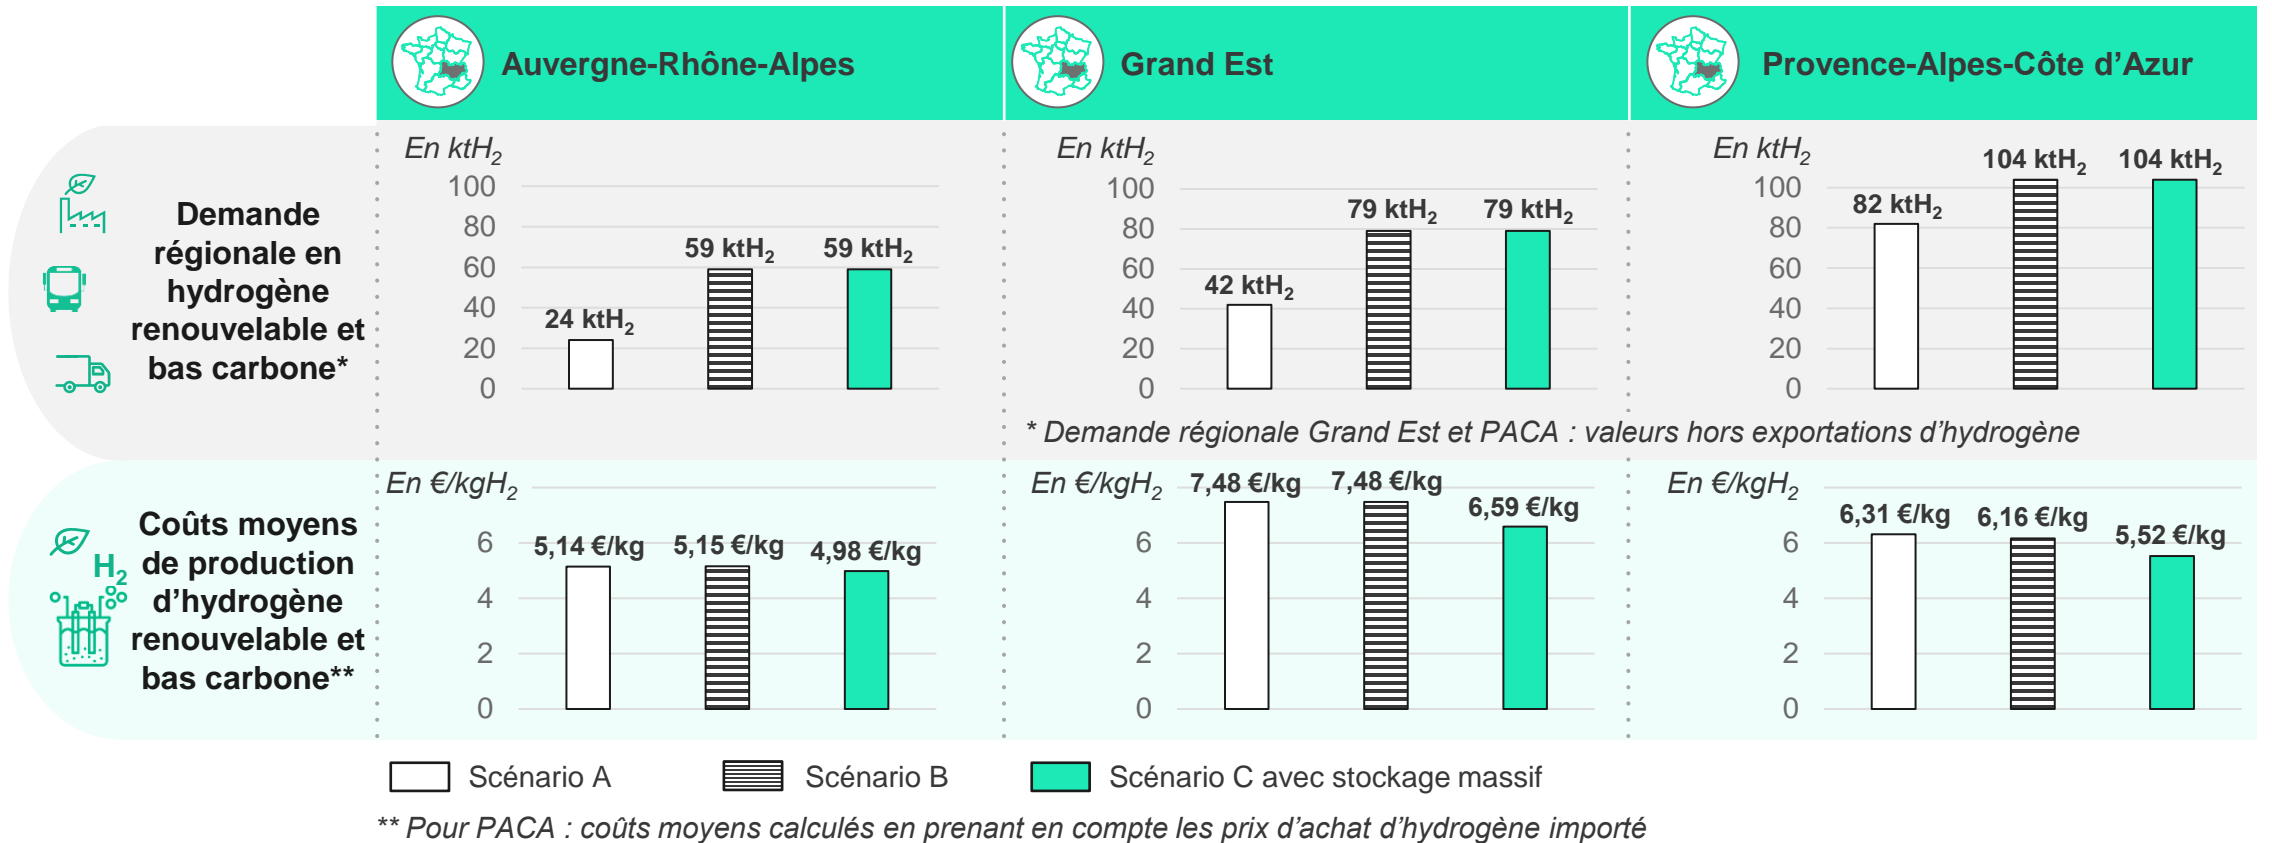 Auvergne-Rhône-Alpes
Grand Est
Provence-Alpes-Côte d'Azur
Demande
régionale en
hydrogène
renouvelable et
bas carbone*
En ktH2
100
80
60
40
20
0
24 ktH2
59 ktH2
59 ktH2
En ktH2
100
80
60
40
20
0
42 ktH2
79 ktH2
79 ktH2
En ktH2
100
80
60
40
20
0
82 ktH2
104 ktH2
104 ktH2
* Demande régionale Grand Est et PACA : valeurs hors exportations d'hydrogène
H2
Coûts moyens
de production
d'hydrogène
renouvelable et
bas carbone**
En €/kgH2
6
4
2
0
5,14 €/kg
5,15 €/kg
4,98 €/kg
En €/kgH2
6
4
2
0
7,48 €/kg
7,48 €/kg
6,59 €/kg
En €/kgH2
6
4
2
0
6,31 €/kg
6,16 €/kg
5,52 €/kg
Scénario A
Scénario B
Scénario C avec stockage massif
** Pour PACA : coûts moyens calculés en prenant en compte les prix d'achat d'hydrogène importé